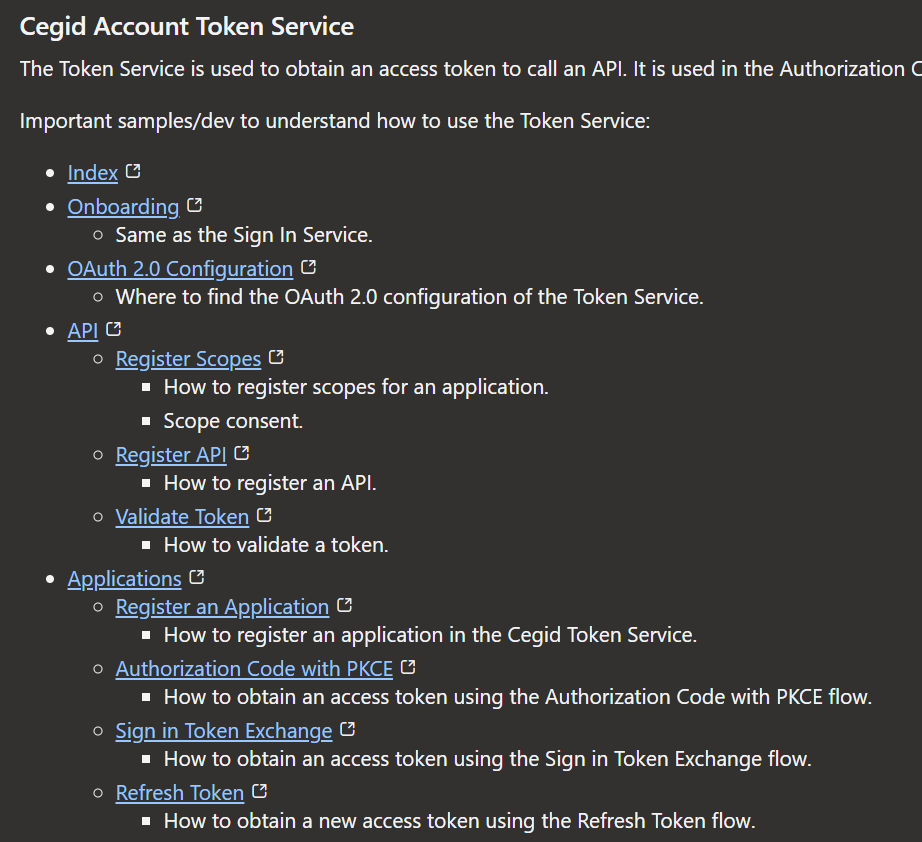 Cegid Account Token Service
The Token Service is used to obtain an access token to call an API. It is used in the Authorization C
Important samples/dev to understand how to use the Token Service:
Index
Onboarding
Same as the Sign In Service.
OAuth 2.0 Configuration
Where to find the OAuth 2.0 configuration of the Token Service.
API
Register Scopes
How to register scopes for an application.
Scope consent.
Register API
How to register an API.
Validate Token
How to validate a token.
Applications
Register an Application
How to register an application in the Cegid Token Service.
Authorization Code with PKCE
How to obtain an access token using the Authorization Code with PKCE flow.
Sign in Token Exchange
How to obtain an access token using the Sign in Token Exchange flow.
Refresh Token
How to obtain a new access token using the Refresh Token flow.